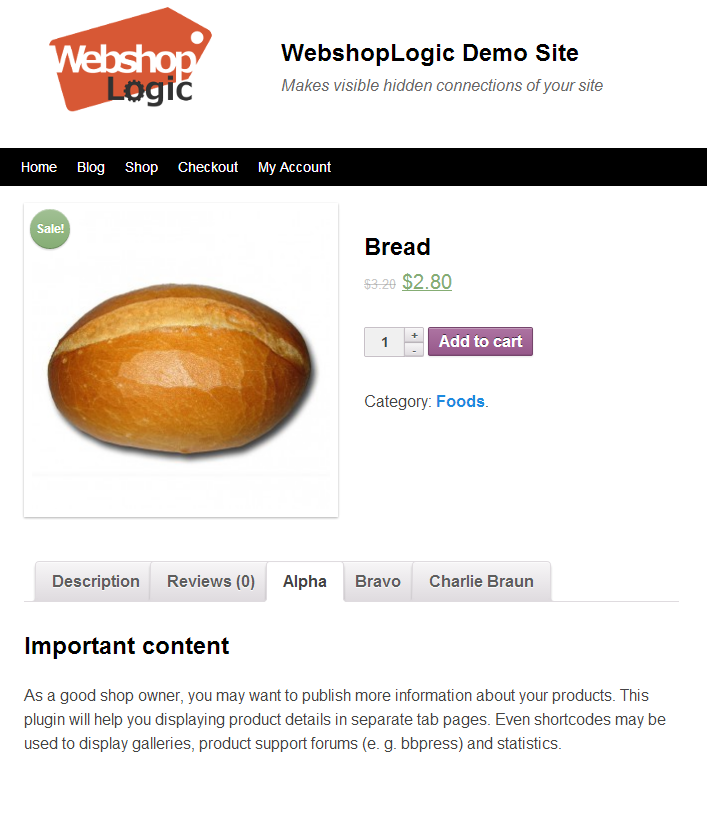 Webshop
Logic
WebshopLogic Demo Site
Makes visible hidden connections of your site
Home Blog Shop Checkout My Account
Sale!
Bread
$3.20 $2.80
1 + -
Add to cart
Category: Foods.
Description Reviews (0) Alpha Bravo Charlie Braun
Important content
As a good shop owner, you may want to publish more information about your products. This
plugin will help you displaying product details in separate tab pages. Even shortcodes may be
used to display galleries, product support forums (e. g. bbpress) and statistics.